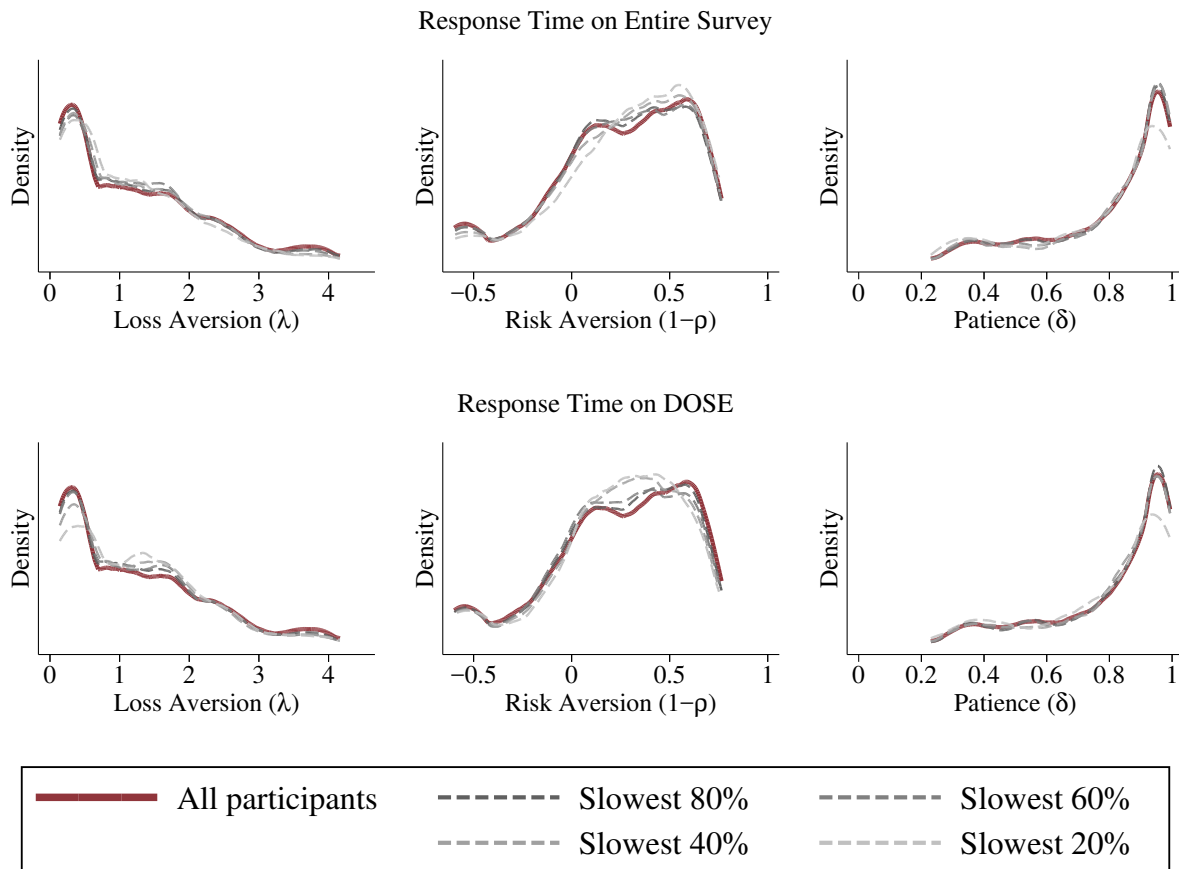 Response Time on Entire Survey
Density
0 1 2 3 4
Loss Aversion (λ)
Density
−0.5 0 0.5 1
Risk Aversion (1−ρ)
Density
0 0.2 0.4 0.6 0.8 1
Patience (δ)
Response Time on DOSE
Density
0 1 2 3 4
Loss Aversion (λ)
Density
−0.5 0 0.5 1
Risk Aversion (1−ρ)
Density
0 0.2 0.4 0.6 0.8 1
Patience (δ)
All participants Slowest 80% Slowest 60%
Slowest 40% Slowest 20%